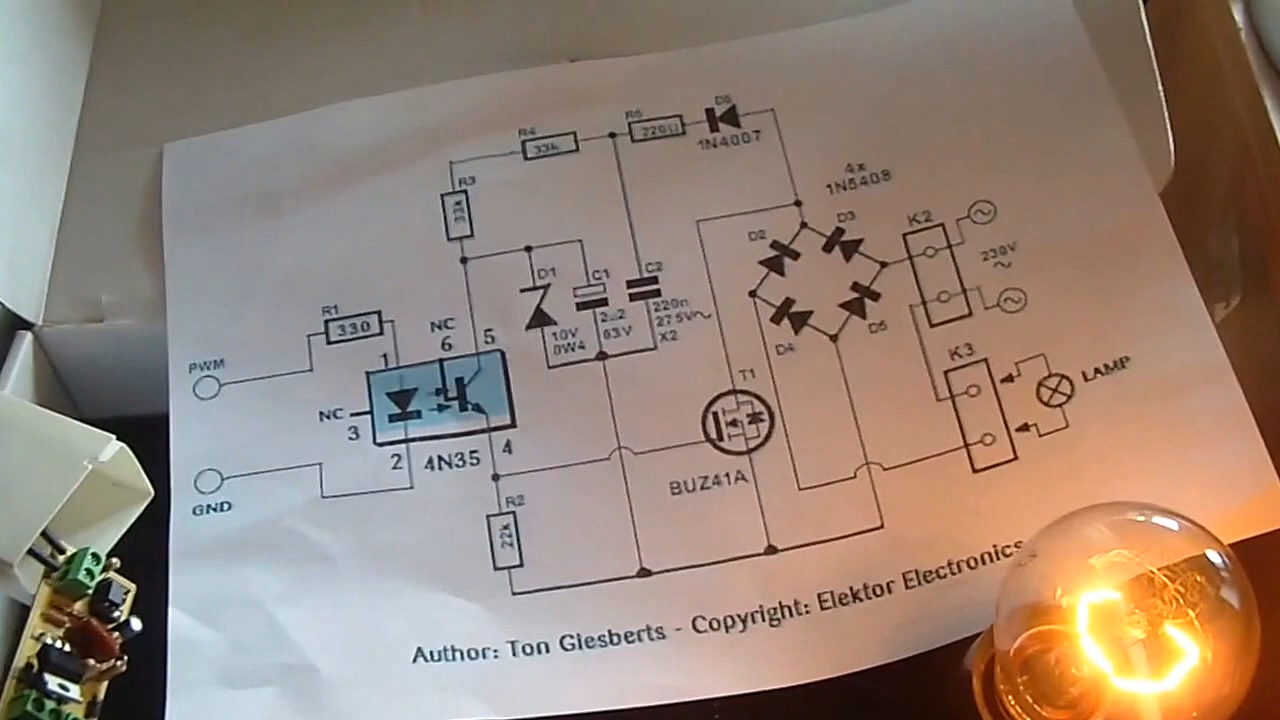 D6
R6
220Ω
1N4007
R4
33k
R3
33k
4x
1N5408
D2
D3
K2
230V
~
D1
C1
C2
2µ2
63V
220n
275V~
X2
10V
0W4
D4
D5
R1
330
NC
6
5
1
PWM
K3
LAMP
T1
NC
3
2
4N35
4
BUZ41A
GND
R2
22k
Author: Ton Giesberts - Copyright: Elektor Electronics